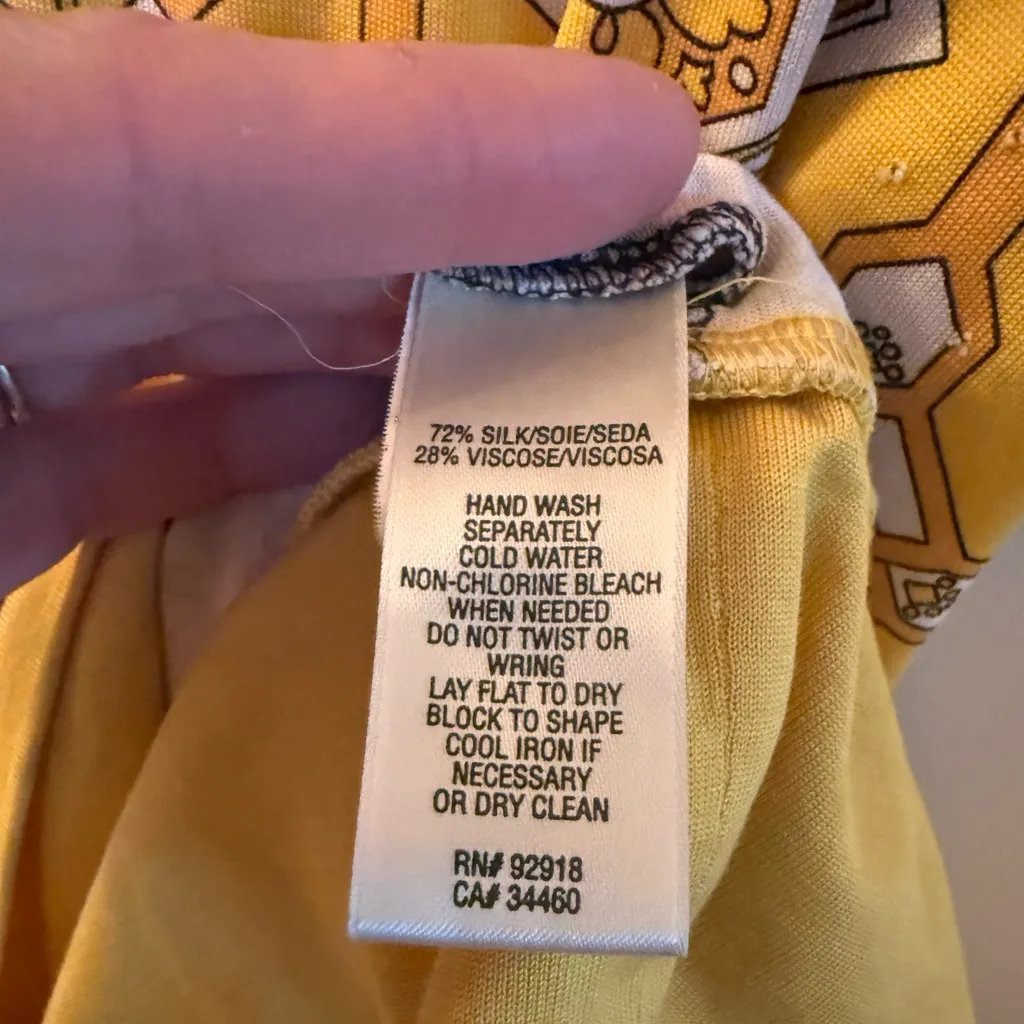 72% SILK/SOIE/SEDA
28% VISCOSE/VISCOSA
HAND WASH
SEPARATELY
COLD WATER
NON-CHLORINE BLEACH
WHEN NEEDED
DO NOT TWIST OR
WRING
LAY FLAT TO DRY
BLOCK TO SHAPE
COOL IRON IF
NECESSARY
OR DRY CLEAN
RN# 92918
CA# 34460